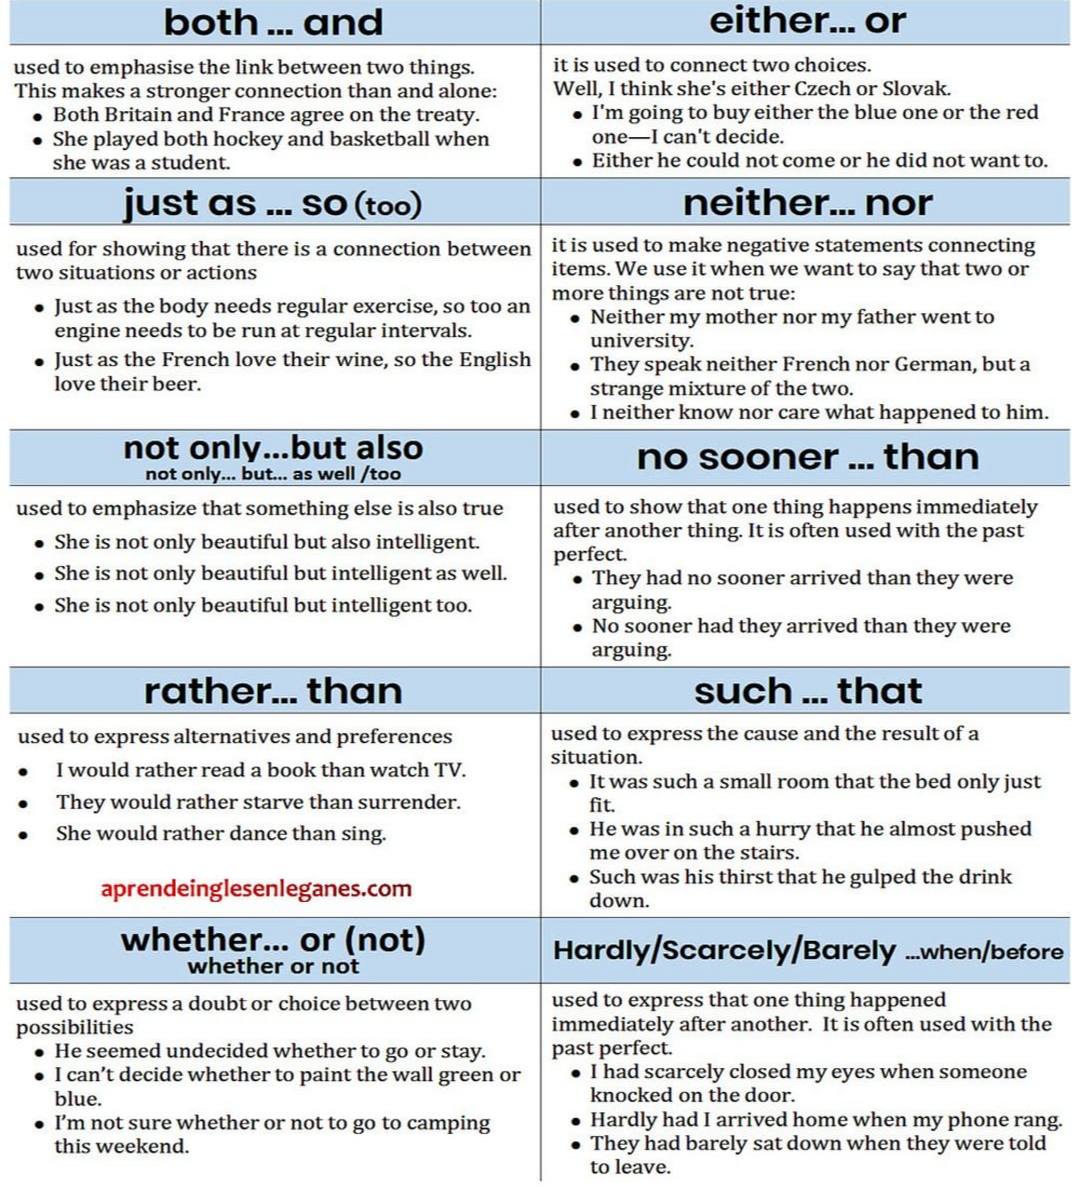 both ... and
used to emphasise the link between two things.
This makes a stronger connection than and alone:
• Both Britain and France agree on the treaty.
• She played both hockey and basketball when
she was a student.
either... or
it is used to connect two choices.
Well, I think she's either Czech or Slovak.
• I'm going to buy either the blue one or the red
one—I can't decide.
• Either he could not come or he did not want to.
just as ... so (too)
used for showing that there is a connection between
two situations or actions
• Just as the body needs regular exercise, so too an
engine needs to be run at regular intervals.
• Just as the French love their wine, so the English
love their beer.
neither... nor
it is used to make negative statements connecting
items. We use it when we want to say that two or
more things are not true:
• Neither my mother nor my father went to
university.
• They speak neither French nor German, but a
strange mixture of the two.
• I neither know nor care what happened to him.
not only...but also
not only... but... as well /too
used to emphasize that something else is also true
• She is not only beautiful but also intelligent.
• She is not only beautiful but intelligent as well.
• She is not only beautiful but intelligent too.
no sooner ... than
used to show that one thing happens immediately
after another thing. It is often used with the past
perfect.
• They had no sooner arrived than they were
arguing.
• No sooner had they arrived than they were
arguing.
rather... than
used to express alternatives and preferences
• I would rather read a book than watch TV.
• They would rather starve than surrender.
• She would rather dance than sing.
aprendeinglesenleganes.com
such ... that
used to express the cause and the result of a
situation.
• It was such a small room that the bed only just
fit.
• He was in such a hurry that he almost pushed
me over on the stairs.
• Such was his thirst that he gulped the drink
down.
whether... or (not)
whether or not
used to express a doubt or choice between two
possibilities
• He seemed undecided whether to go or stay.
• I can't decide whether to paint the wall green or
blue.
• I'm not sure whether or not to go to camping
this weekend.
Hardly/Scarcely/Barely ...when/before
used to express that one thing happened
immediately after another. It is often used with the
past perfect.
• I had scarcely closed my eyes when someone
knocked on the door.
• Hardly had I arrived home when my phone rang.
• They had barely sat down when they were told
to leave.